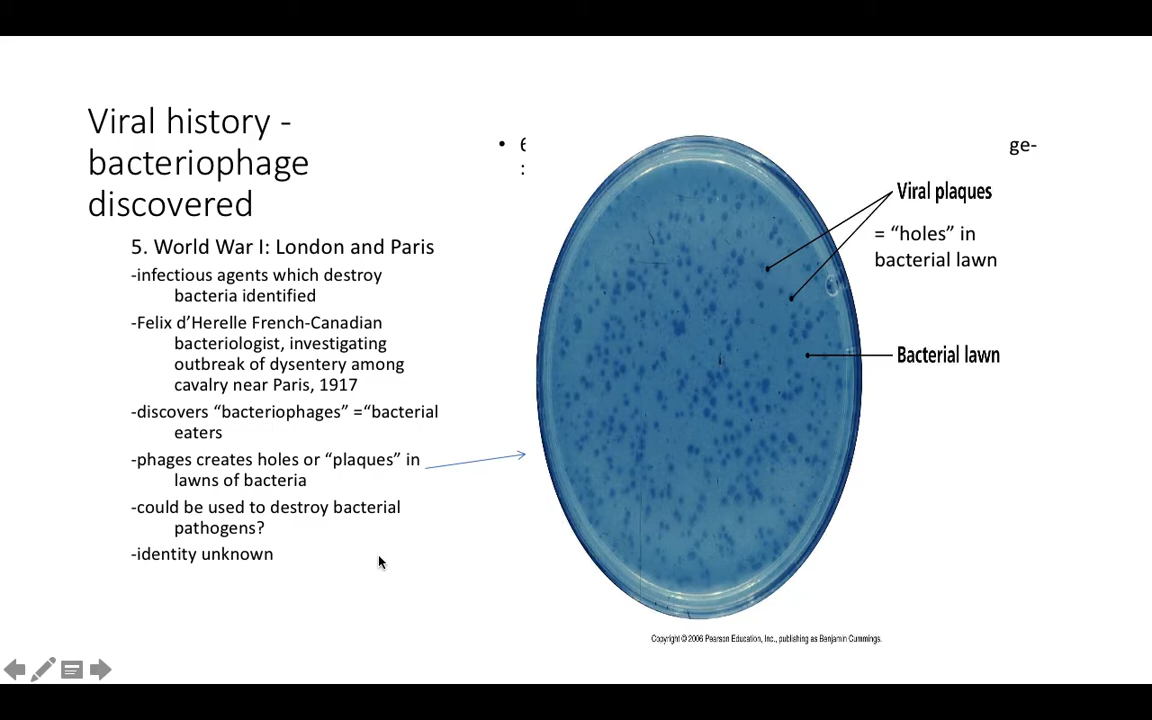 Viral history -
bacteriophage
discovered
5. World War I: London and Paris
-infectious agents which destroy
bacteria identified
-Felix d’Herelle French-Canadian
bacteriologist, investigating
outbreak of dysentery among
cavalry near Paris, 1917
-discovers “bacteriophages” =“bacterial
eaters
-phages creates holes or “plaques” in
lawns of bacteria
-could be used to destroy bacterial
pathogens?
-identity unknown
• 6
:
ge-
Viral plaques
= “holes” in
bacterial lawn
Bacterial lawn
Copyright © 2006 Pearson Education, Inc., publishing as Benjamin Cummings.